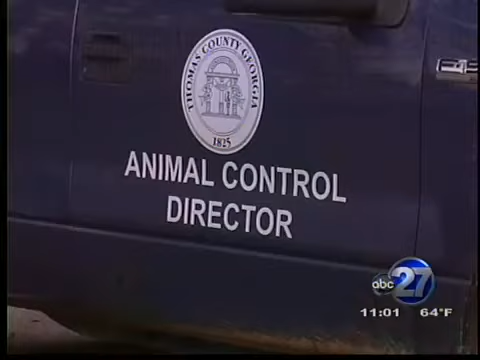 THOMAS COUNTY, GEORGIA
1825
ANIMAL CONTROL
DIRECTOR
abc 27
11:01 64°F